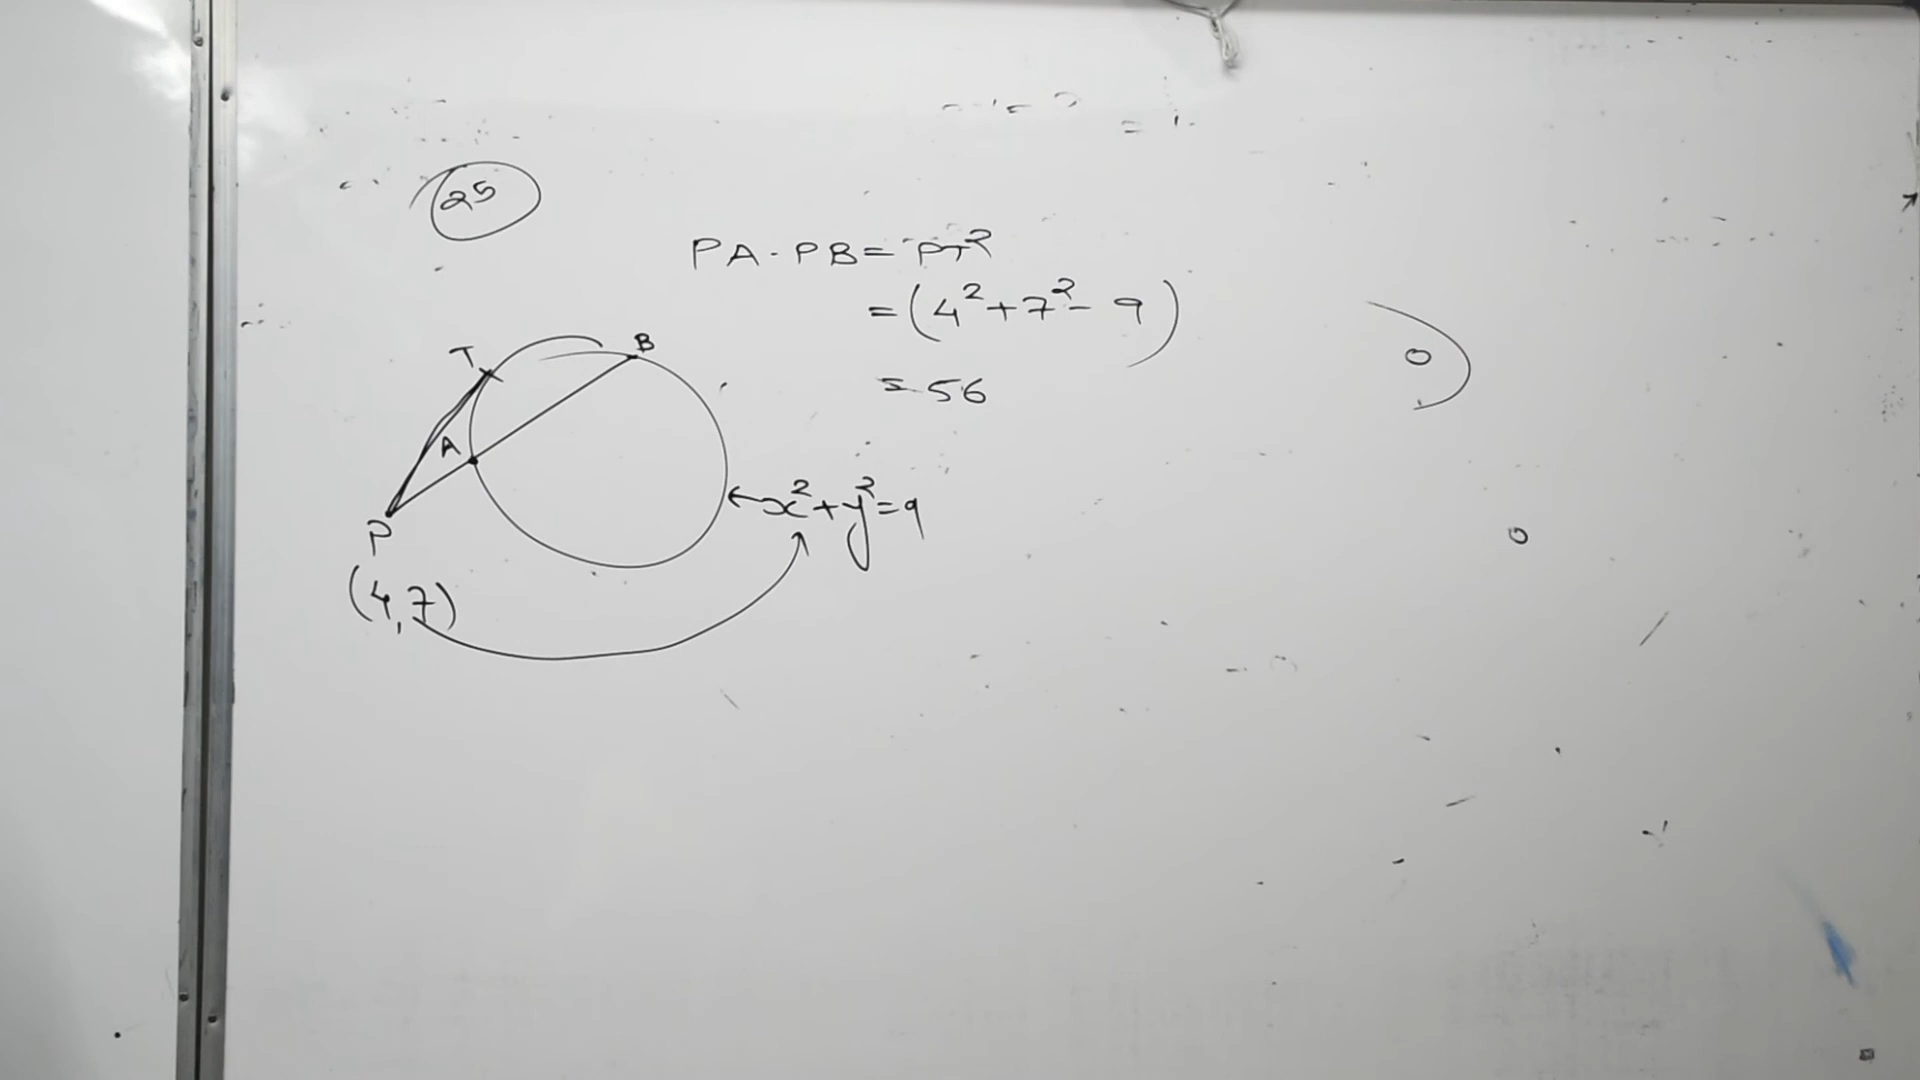 25
PA - PB = PT²
= (4² + 7² - 9)
= 56
T
B
A
P
x² + y² = 9
(4, 7)